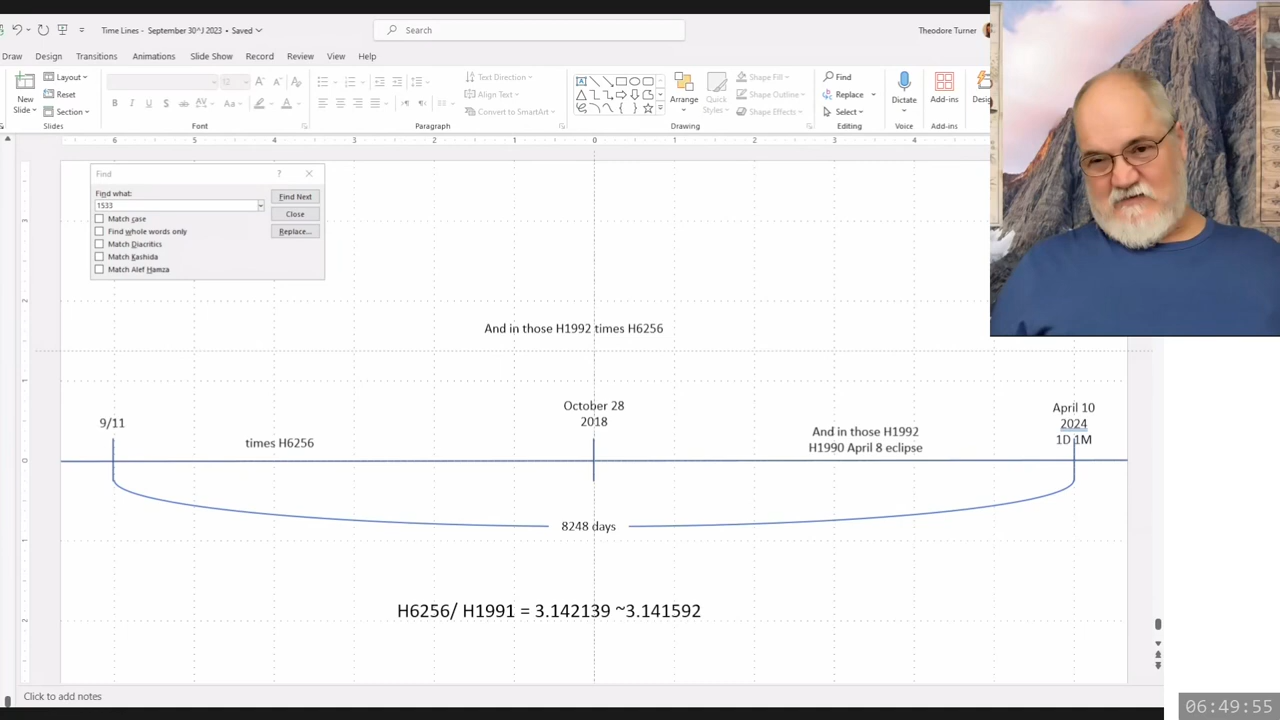 Time Lines - September 30^J 2023 • Saved
Search
Theodore Turner
Draw Design Transitions Animations Slide Show Record Review View Help
New Slide
Layout
Reset
Section
Slides
Font
Paragraph
Text Direction
Align Text
Convert to SmartArt
Arrange
Quick Styles
Shape Fill
Shape Outline
Shape Effects
Drawing
Find
Replace
Select
Editing
Dictate
Voice
Add-ins
Add-ins
Find
Find what:
1533
Match case
Find whole words only
Match Diacritics
Match Kashida
Match Alef Hamza
Find Next
Close
Replace...
And in those H1992 times H6256
9/11
times H6256
October 28
2018
And in those H1992
H1990 April 8 eclipse
April 10
2024
1D 1M
8248 days
H6256/ H1991 = 3.142139 ~3.141592
Click to add notes
06:49:55